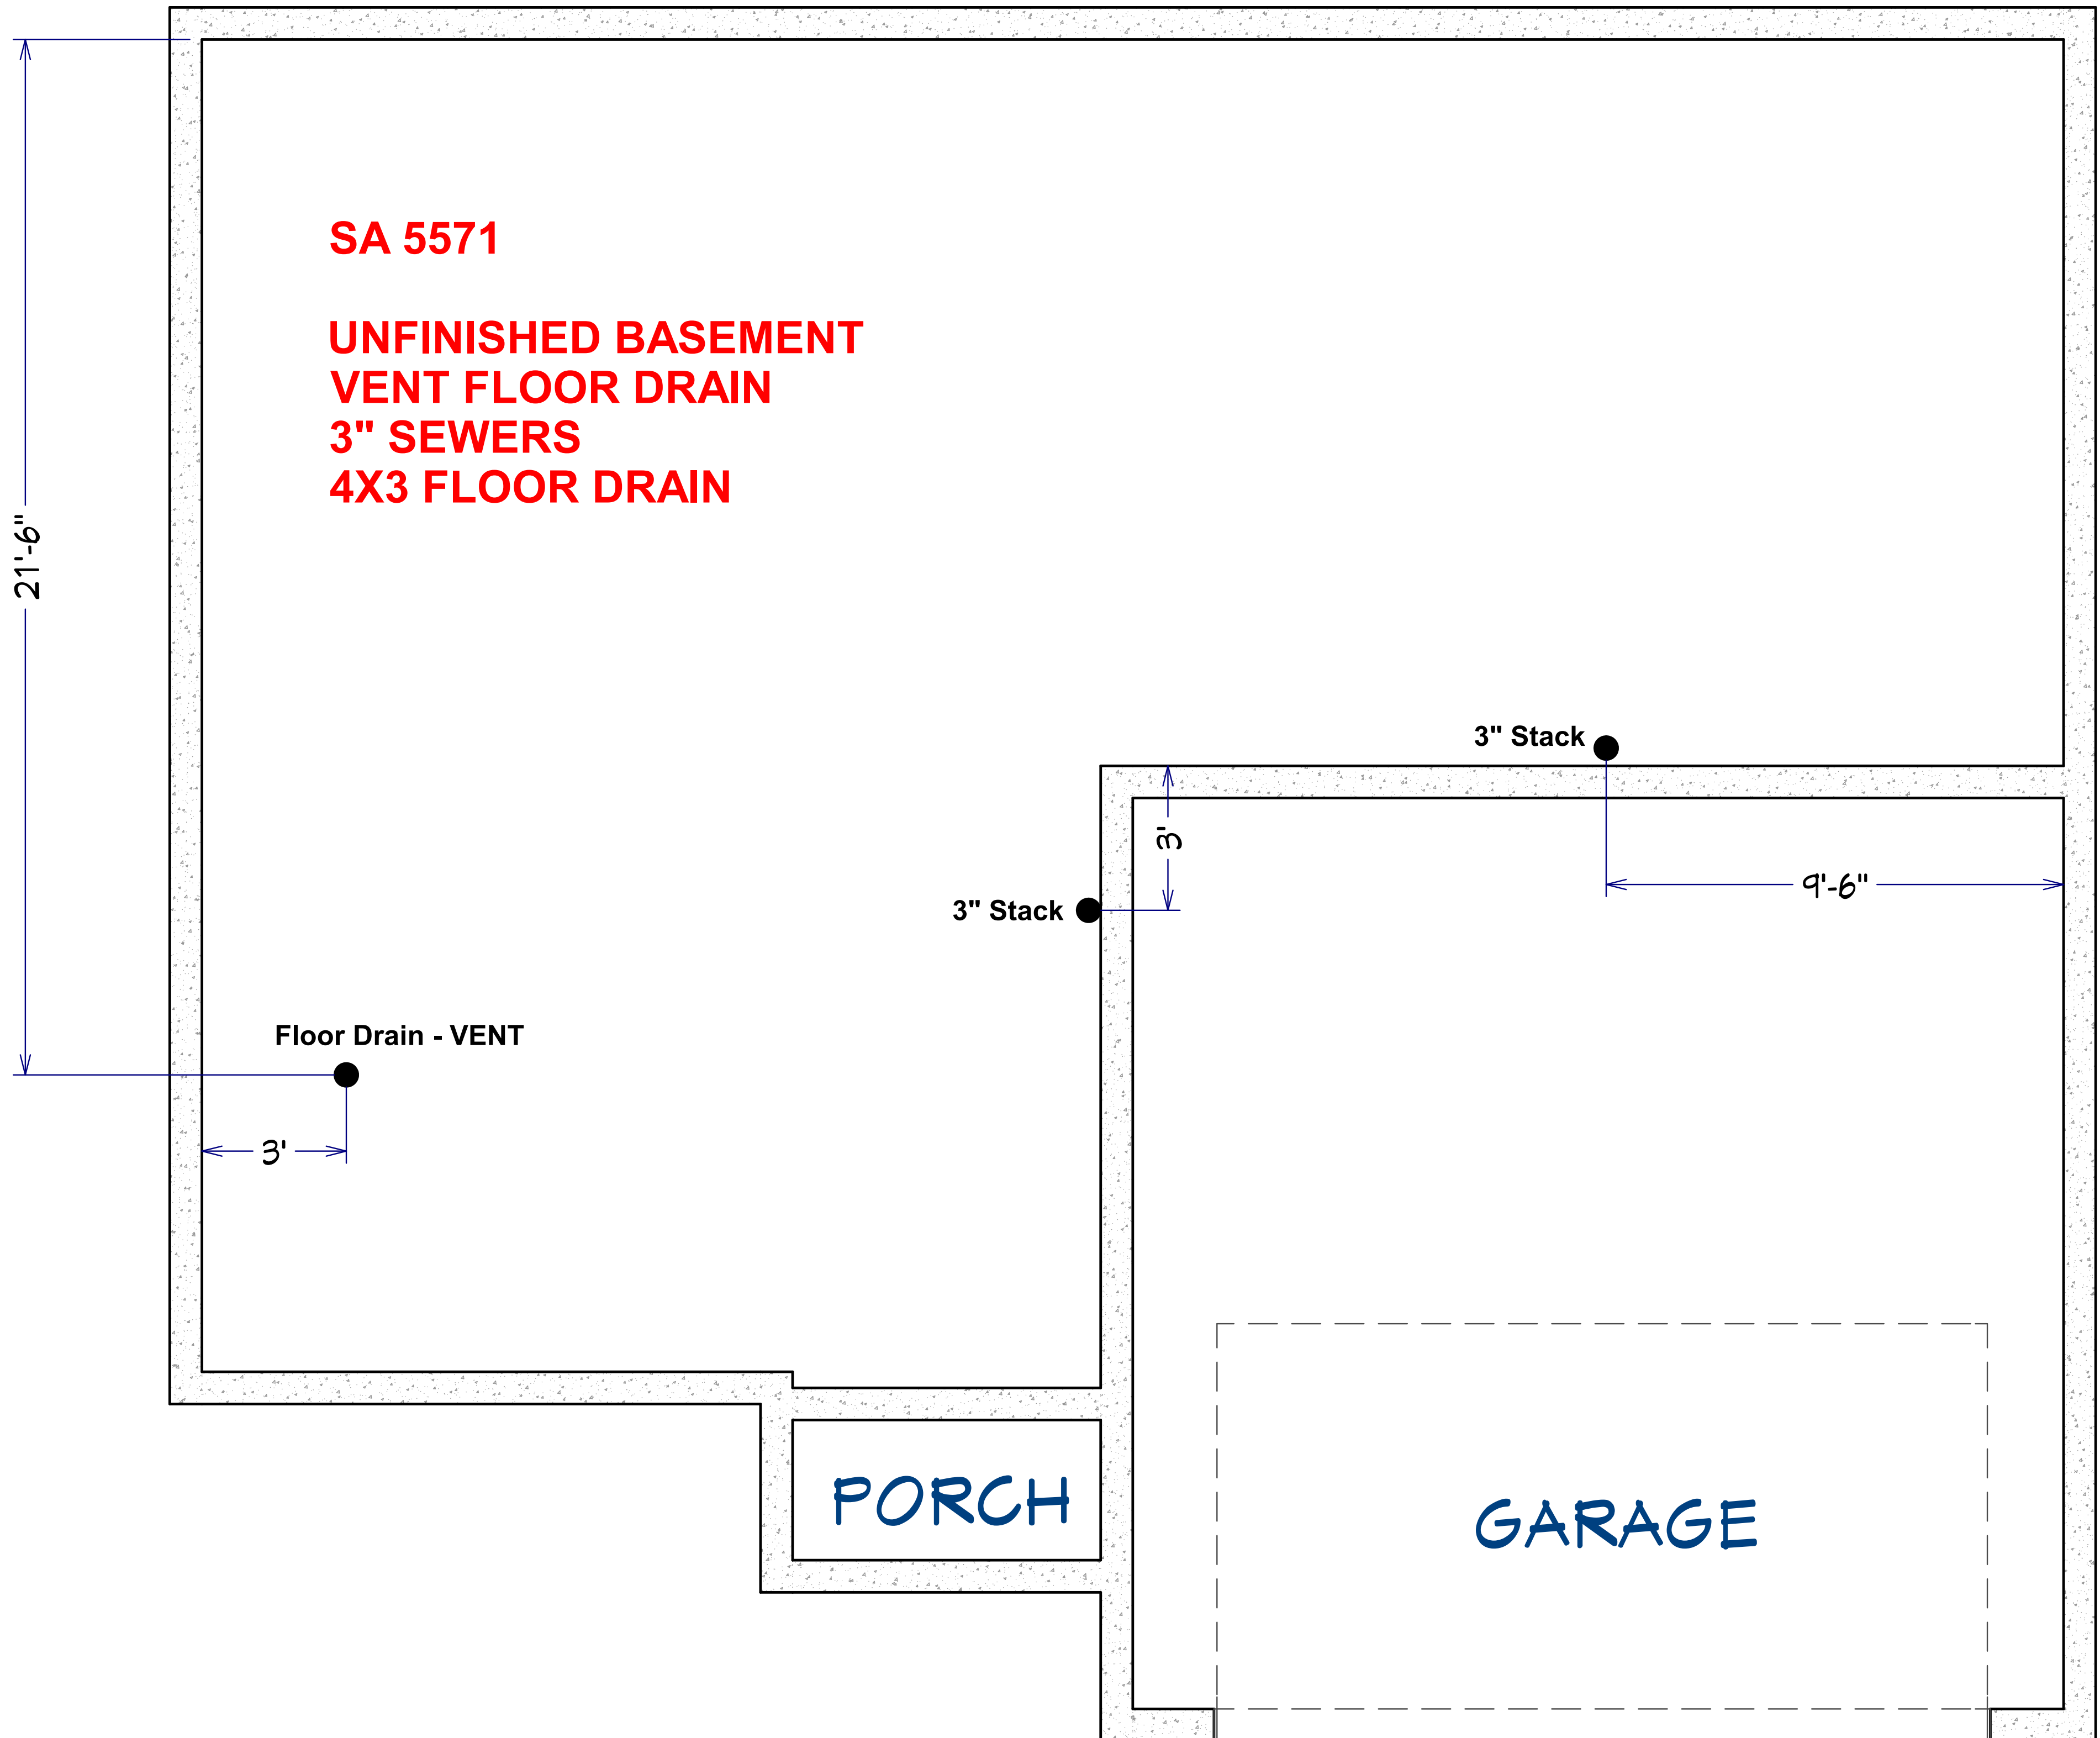 SA 5571
UNFINISHED BASEMENT
VENT FLOOR DRAIN
3" SEWERS
4X3 FLOOR DRAIN
21'-6"
3" Stack
3'
9'-6"
3" Stack
Floor Drain - VENT
3'
PORCH
GARAGE